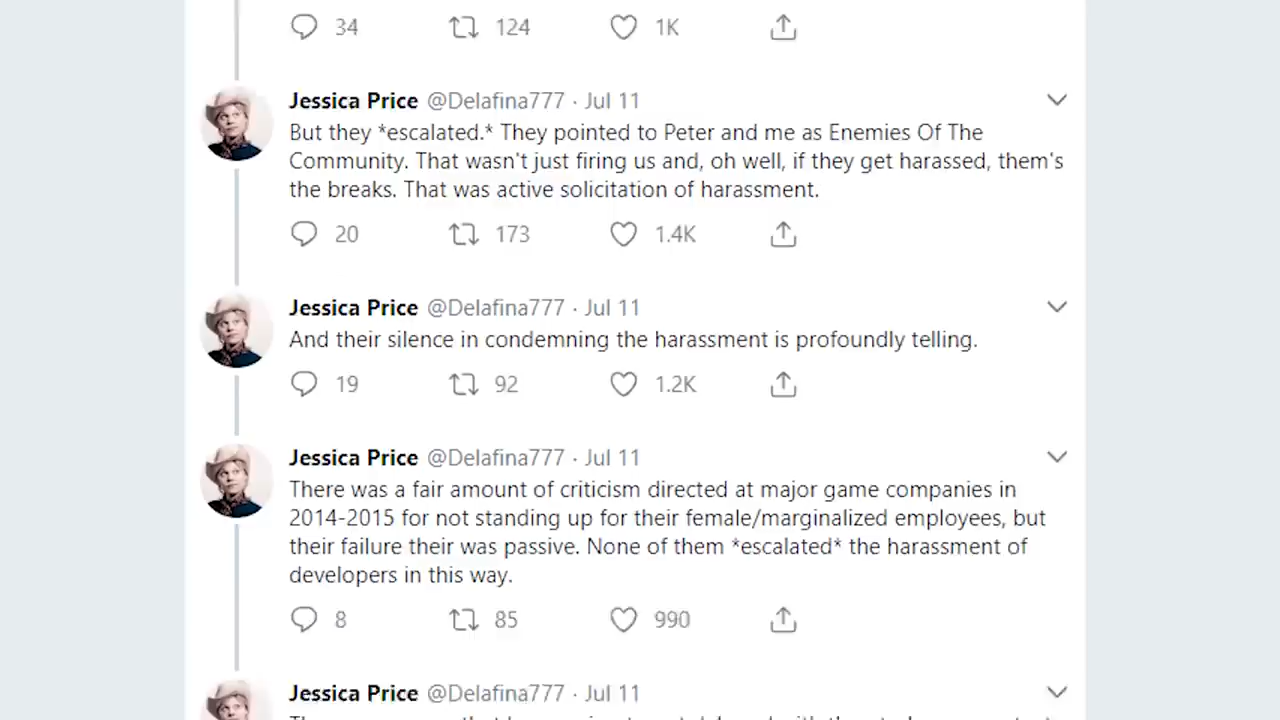 34 124 1K
Jessica Price @Delafina777 · Jul 11
But they *escalated.* They pointed to Peter and me as Enemies Of The
Community. That wasn't just firing us and, oh well, if they get harassed, them's
the breaks. That was active solicitation of harassment.
20 173 1.4K
Jessica Price @Delafina777 · Jul 11
And their silence in condemning the harassment is profoundly telling.
19 92 1.2K
Jessica Price @Delafina777 · Jul 11
There was a fair amount of criticism directed at major game companies in
2014-2015 for not standing up for their female/marginalized employees, but
their failure their was passive. None of them *escalated* the harassment of
developers in this way.
8 85 990
Jessica Price @Delafina777 · Jul 11